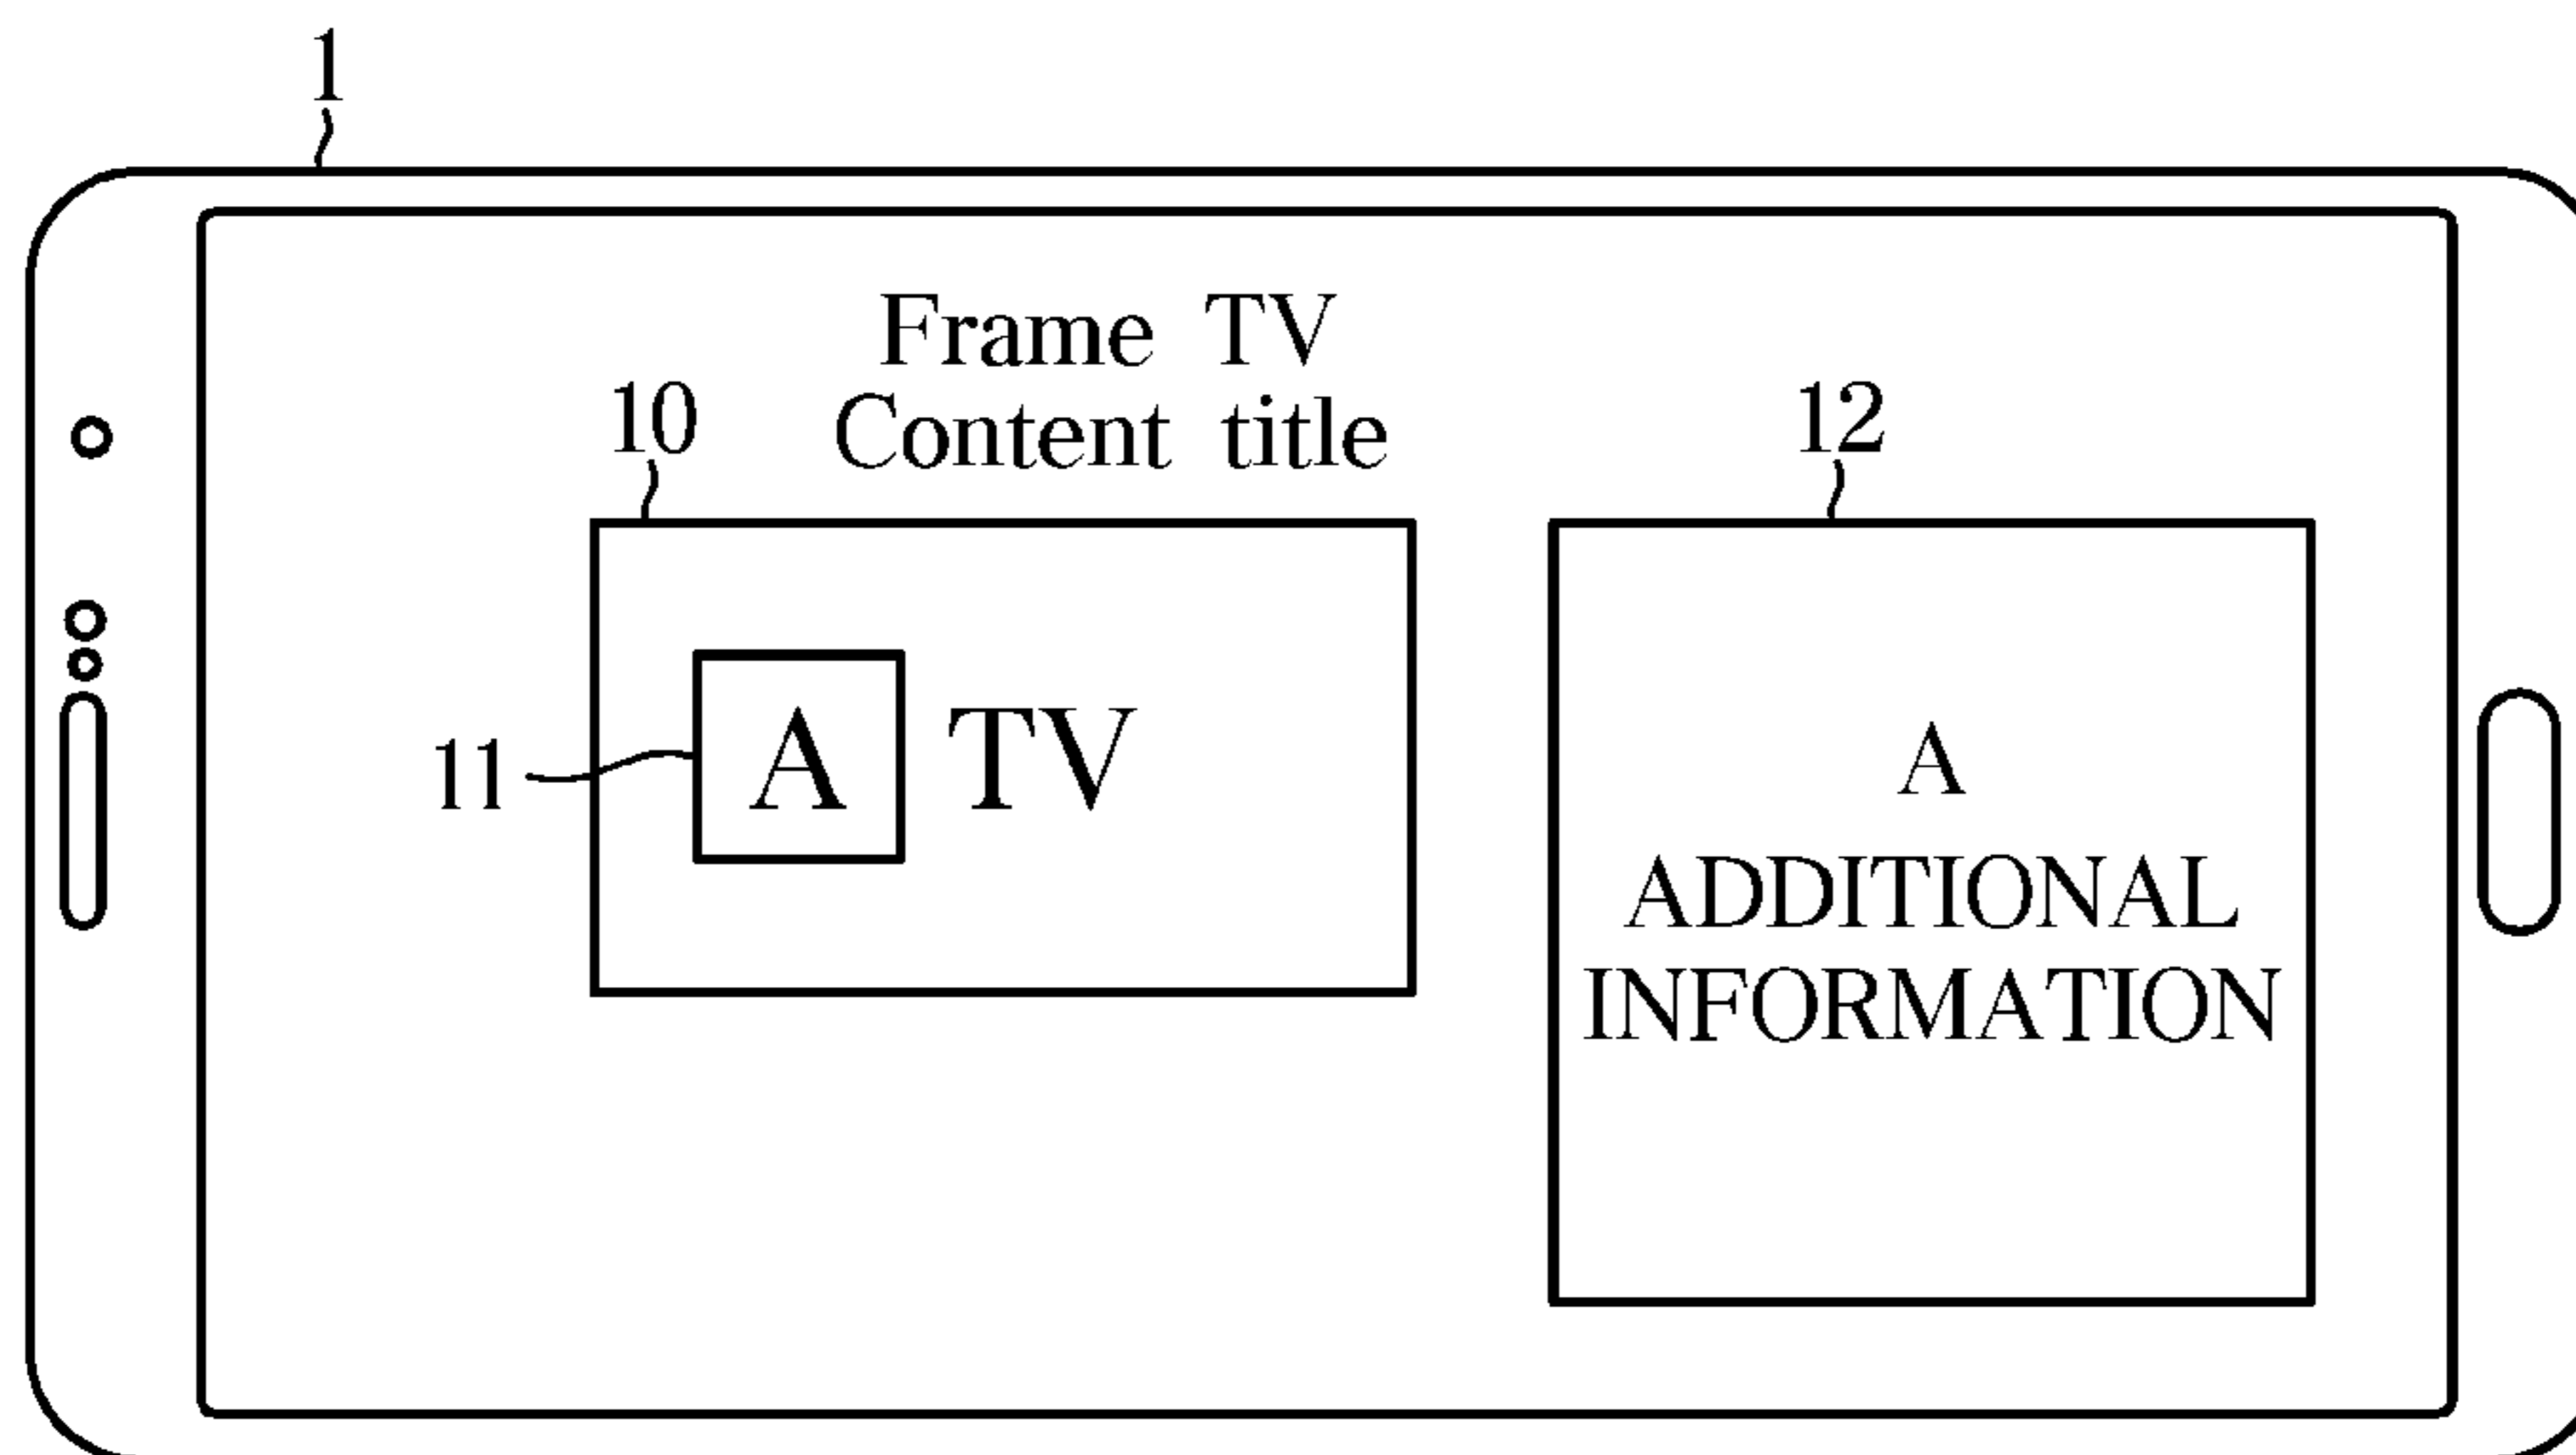 1
Frame TV
10
Content title
12
11
A TV
A
ADDITIONAL
INFORMATION